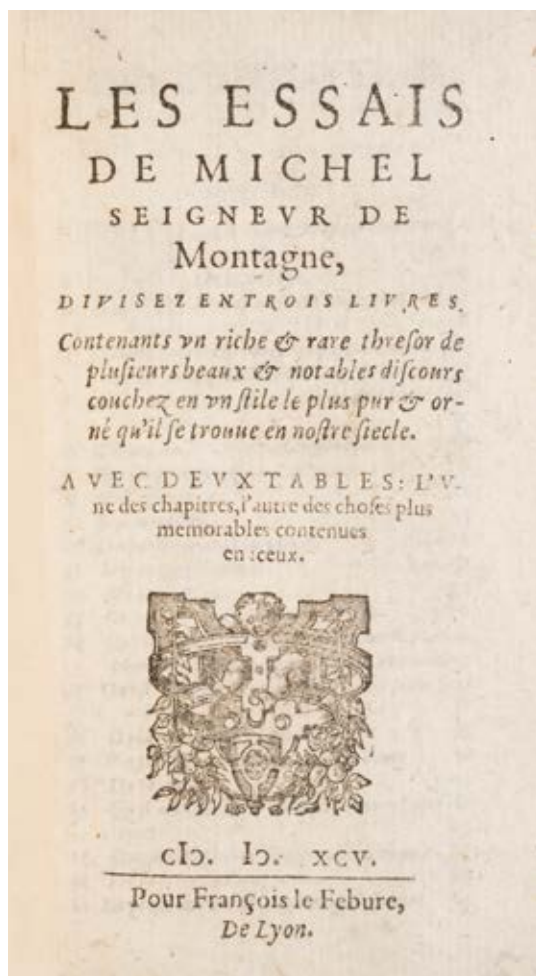 LES ESSAIS
DE MICHEL
SEIGNEVR DE
Montagne,
DIVISEZ EN TROIS LIVRES.
Contenants vn riche & rare threſor de
pluſieurs beaux & notables diſcours
couchez en vn ſtile le plus pur & or-
né qu'il ſe trouue en noſtre ſiecle.
AVEC DEVX TABLES: L'V-
ne des chapitres, l'autre des choſes plus
memorables contenues
en iceux.
cIↃ. IↃ. XCV.
Pour François le Febure,
De Lyon.